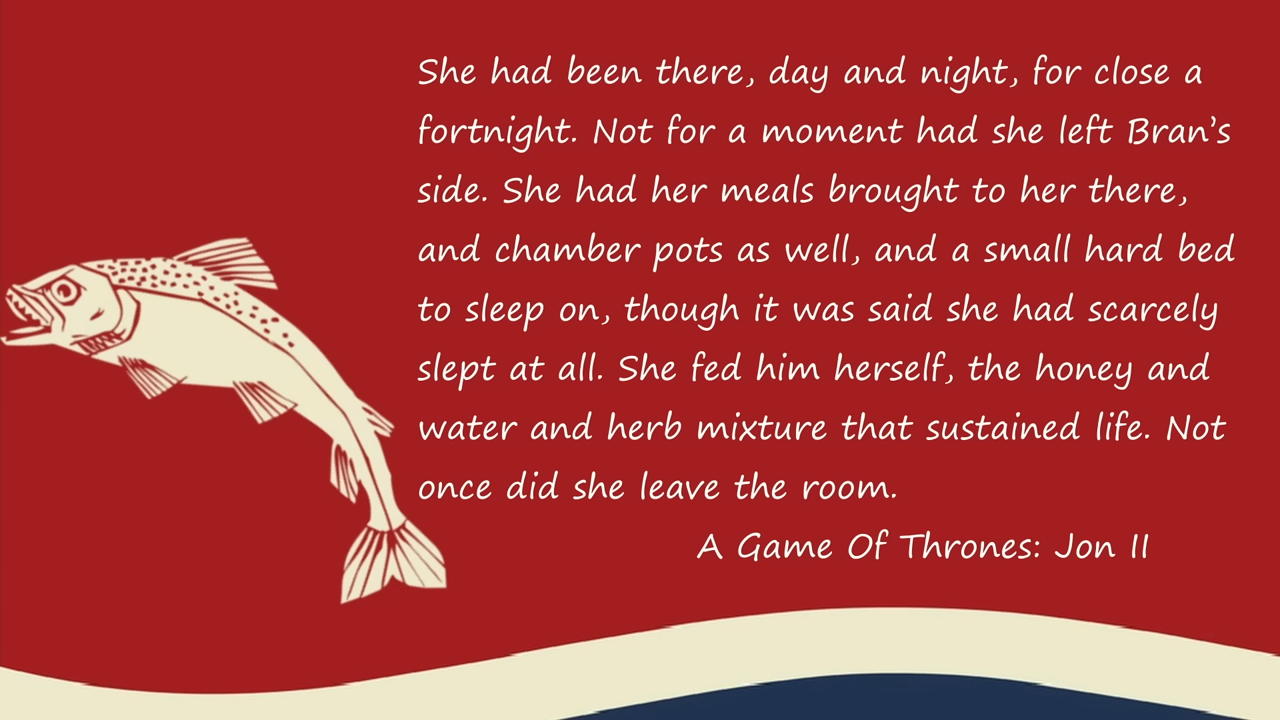 She had been there, day and night, for close a
fortnight. Not for a moment had she left Bran's
side. She had her meals brought to her there,
and chamber pots as well, and a small hard bed
to sleep on, though it was said she had scarcely
slept at all. She fed him herself, the honey and
water and herb mixture that sustained life. Not
once did she leave the room.
A Game Of Thrones: Jon II